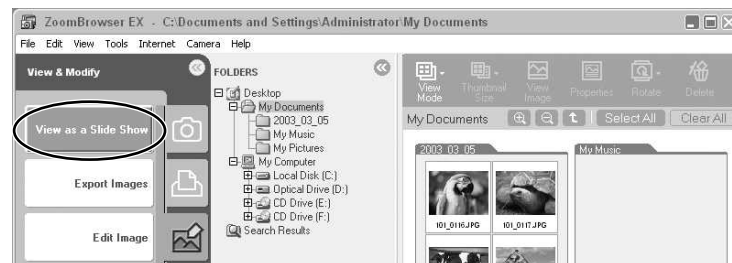 ZoomBrowser EX - C:\Documents and Settings\Administrator\My Documents
File Edit View Tools Internet Camera Help
View & Modify
View as a Slide Show
Export Images
Edit Image
FOLDERS
Desktop
My Documents
2003_03_05
My Music
My Pictures
My Computer
Local Disk (C:)
Optical Drive (D:)
CD Drive (E:)
CD Drive (F:)
Search Results
View Mode
Thumbnail Size
View Image
Properties
Rotate
Delete
My Documents
Select All
Clear All
2003_03_05
My Music
101_0116.JPG
101_0117.JPG